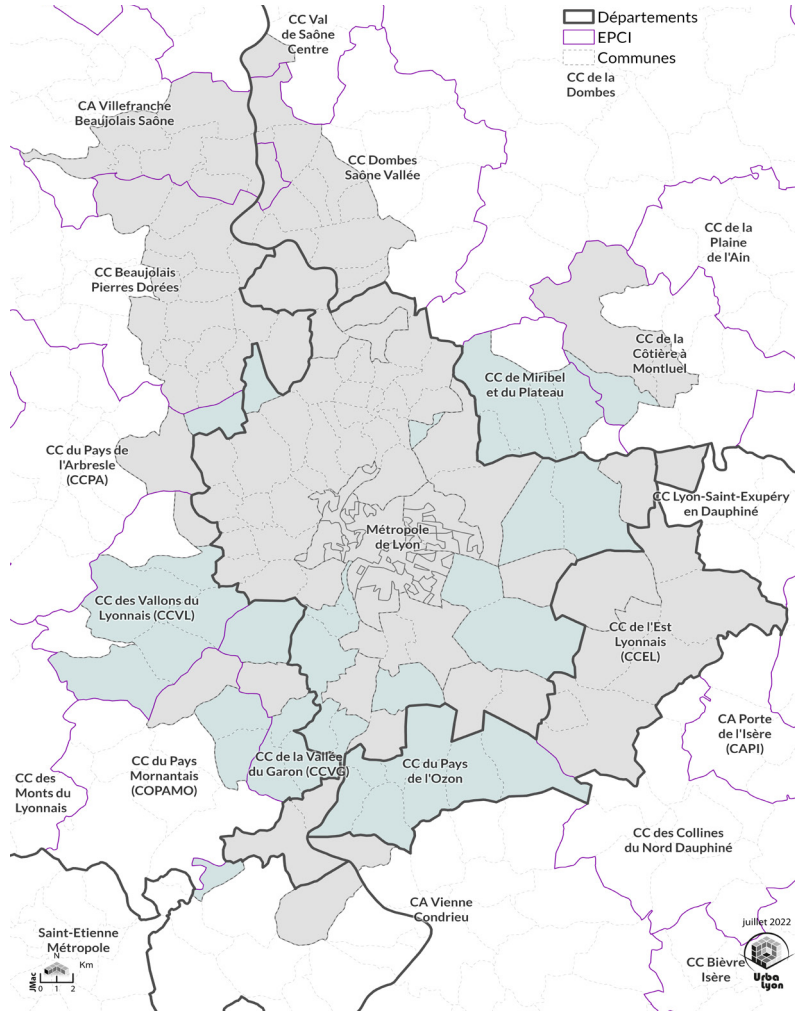 Départements
EPCI
Communes
CC Val
de Saône
Centre
CC de la
Dombes
CA Villefranche
Beaujolais Saône
CC Dombes
Saône Vallée
CC de la
Plaine
de l'Ain
CC Beaujolais
Pierres Dorées
CC de la
Côtière à
Montluel
CC de Miribel
et du Plateau
CC du Pays de
l'Arbresle
(CCPA)
CC Lyon-Saint-Exupéry
en Dauphiné
Métropole
de Lyon
CC des Vallons du
Lyonnais (CCVL)
CC de l'Est
Lyonnais
(CCEL)
CA Porte
de l'Isère
(CAPI)
CC des
Monts du
Lyonnais
CC du Pays
Mornantais
(COPAMO)
CC de la Vallée
du Garon (CCVG)
CC du Pays
de l'Ozon
CC des Collines
du Nord Dauphiné
CA Vienne
Condrieu
Saint-Etienne
Métropole
juillet 2022
CC Bièvre
Isère
Urba
Lyon
JMac
N
Km
0 1 2